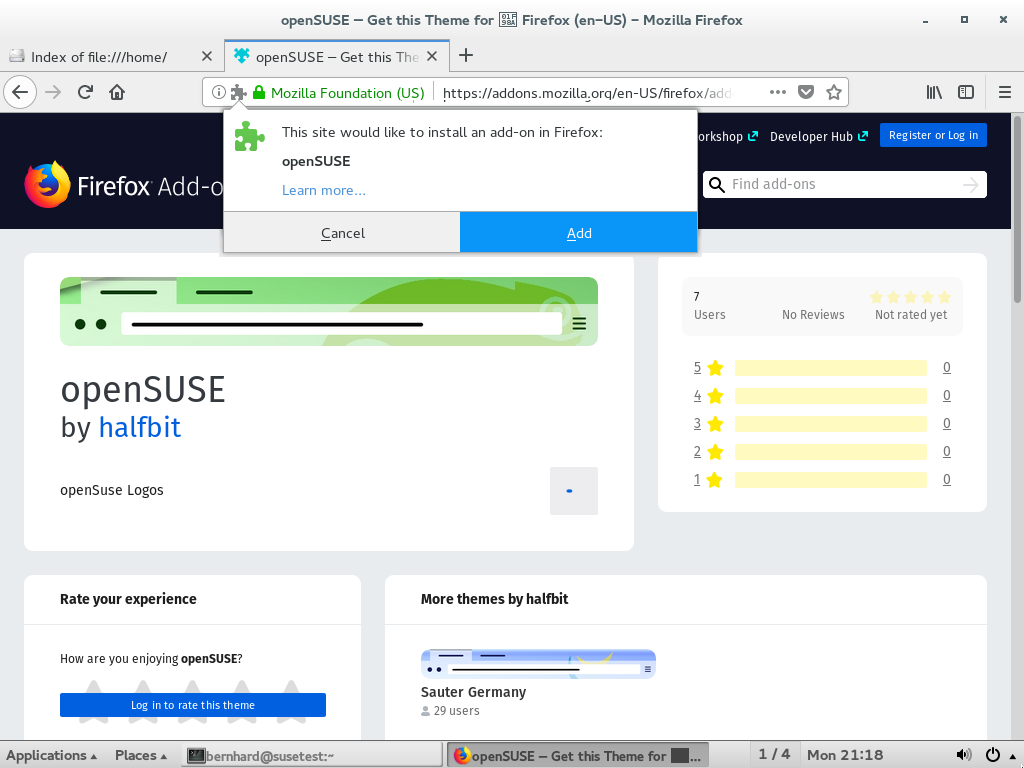 openSUSE – Get this Theme for 01F98A Firefox (en-US) – Mozilla Firefox
Index of file:///home/
openSUSE – Get this The
Mozilla Foundation (US)
https://addons.mozilla.org/en-US/firefox/add
This site would like to install an add-on in Firefox:
openSUSE
Learn more...
Cancel
Add
orkshop
Developer Hub
Register or Log in
Firefox Add-o
Find add-ons
openSUSE
by halfbit
openSuse Logos
7
Users
No Reviews
Not rated yet
5 0
4 0
3 0
2 0
1 0
Rate your experience
How are you enjoying openSUSE?
Log in to rate this theme
More themes by halfbit
Sauter Germany
29 users
Applications
Places
bernhard@susetest:~
openSUSE – Get this Theme for ...
1 / 4
Mon 21:18